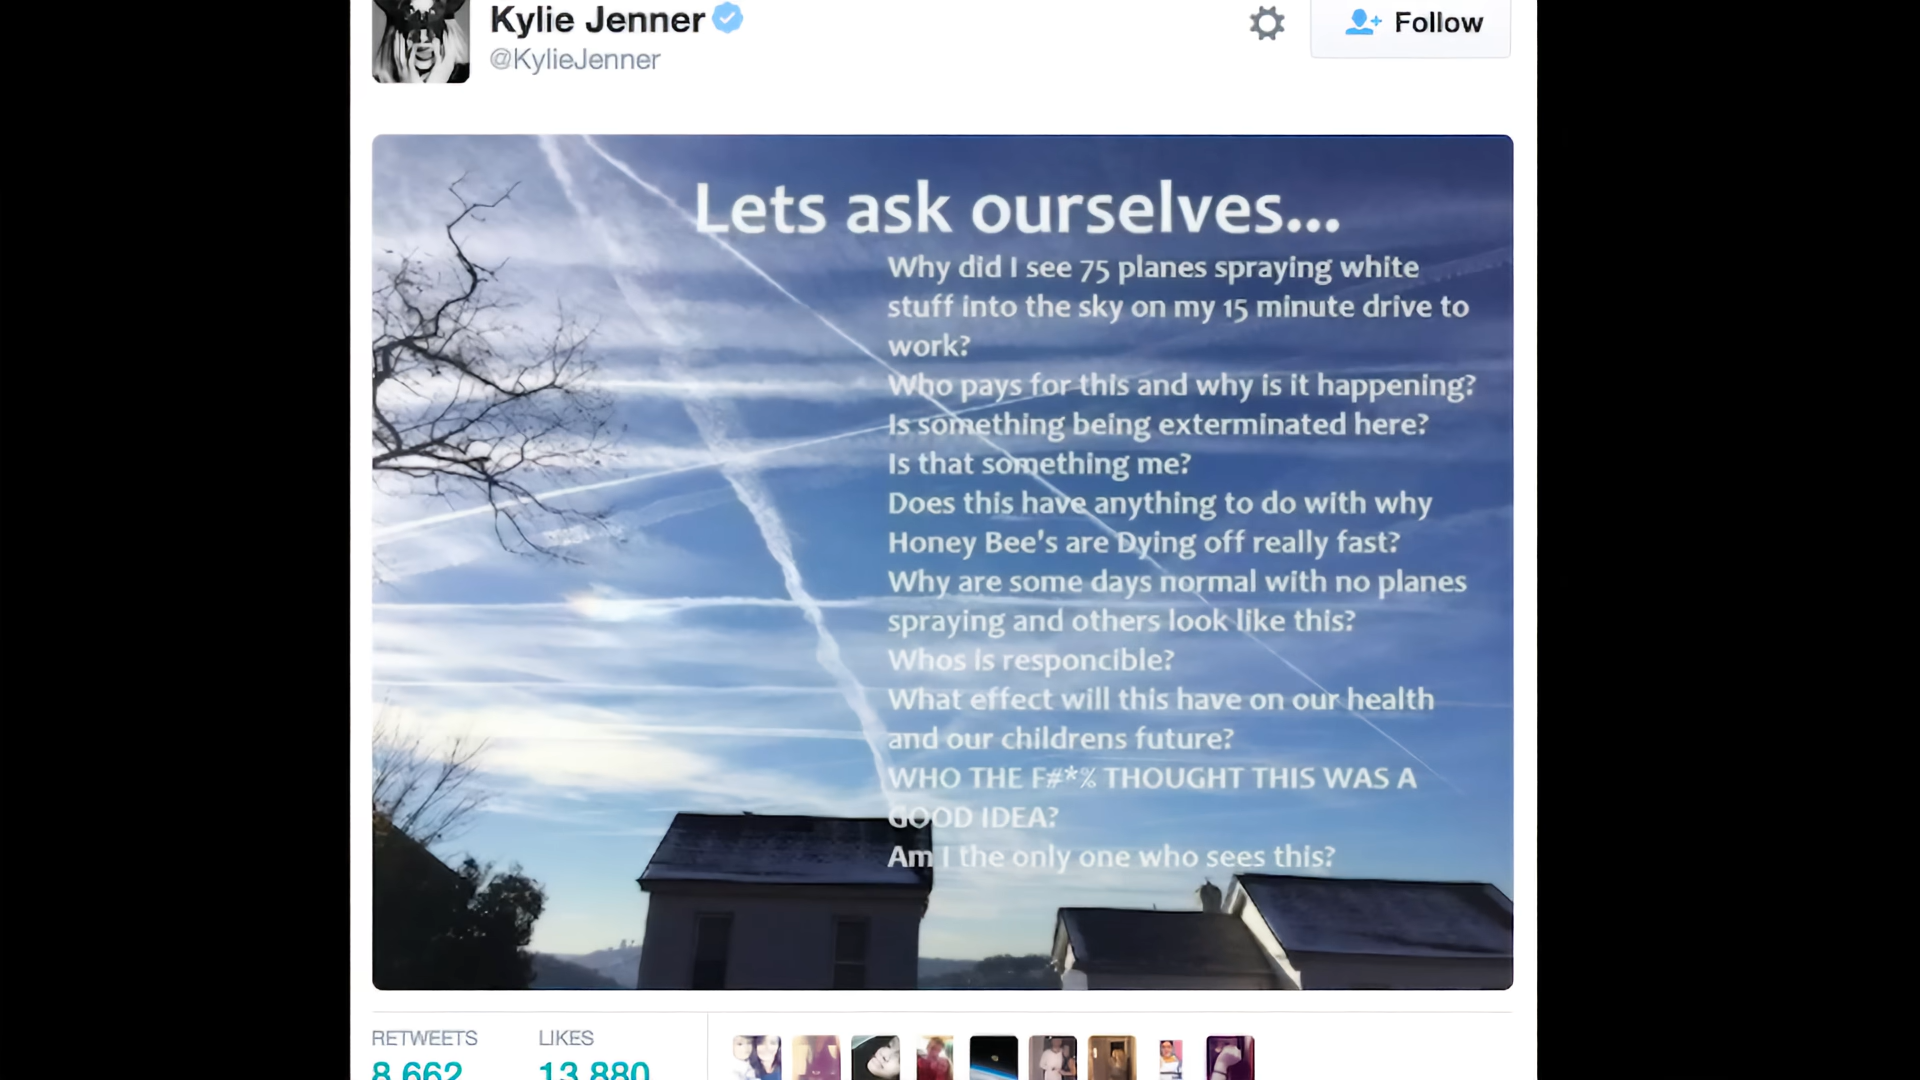 Kylie Jenner
@KylieJenner
Follow
Lets ask ourselves...
Why did I see 75 planes spraying white
stuff into the sky on my 15 minute drive to
work?
Who pays for this and why is it happening?
Is something being exterminated here?
Is that something me?
Does this have anything to do with why
Honey Bee's are Dying off really fast?
Why are some days normal with no planes
spraying and others look like this?
Whos is responcible?
What effect will this have on our health
and our childrens future?
WHO THE F#*% THOUGHT THIS WAS A
GOOD IDEA?
Am I the only one who sees this?
RETWEETS LIKES
8,662 13,880